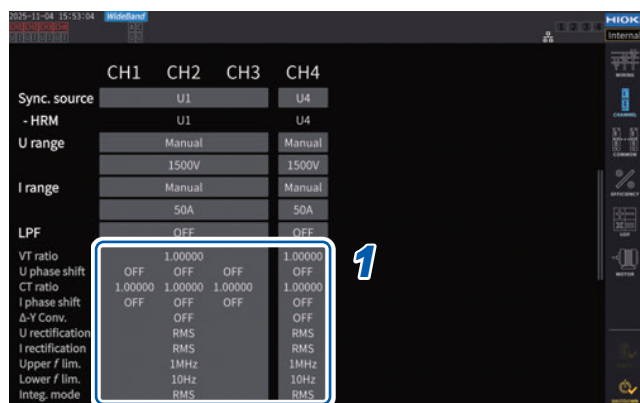 2025-11-04 15:53:04 WideBand
HIOKI
Internal
CH1 CH2 CH3 CH4
Sync. source U1 U4
- HRM U1 U4
U range Manual Manual
1500V 1500V
I range Manual Manual
50A 50A
LPF OFF OFF
VT ratio 1.00000 1.00000
U phase shift OFF OFF OFF OFF
CT ratio 1.00000 1.00000 1.00000 1.00000
I phase shift OFF OFF OFF OFF
Δ-Y Conv. OFF OFF
U rectification RMS RMS
I rectification RMS RMS
Upper f lim. 1MHz 1MHz
Lower f lim. 10Hz 10Hz
Integ. mode RMS RMS
1
WIRING
CHANNEL
COMMON
EFFICIENCY
UDF
MOTOR
SHUTDOWN